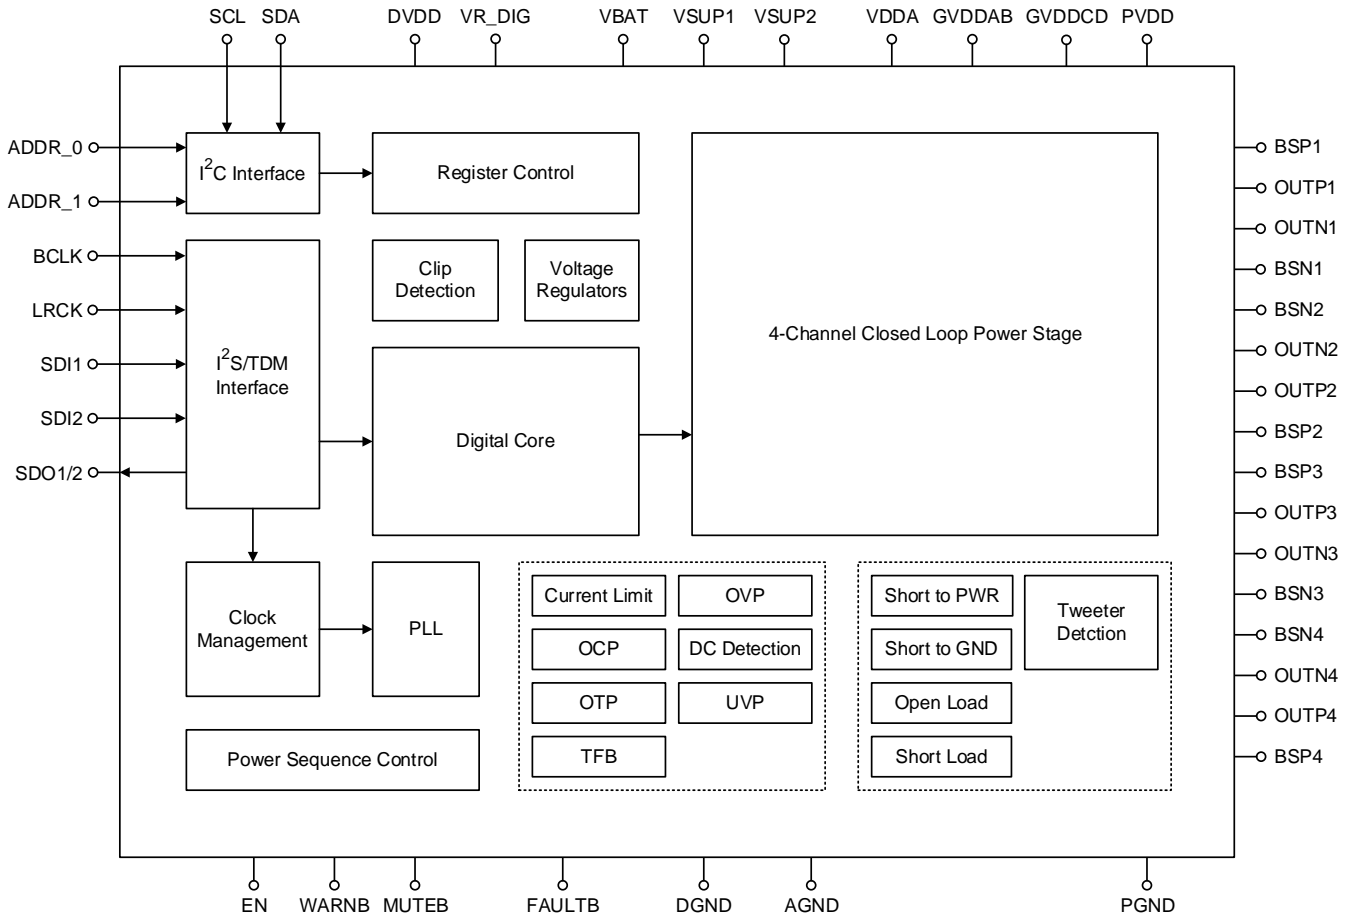 SCL SDA DVDD VR_DIG VBAT VSUP1 VSUP2 VDDA GVDDAB GVDDCD PVDD
ADDR_0
ADDR_1
BCLK
LRCK
SDI1
SDI2
SDO1/2
I2C Interface
Register Control
I2S/TDM
Interface
Clip
Detection
Voltage
Regulators
Digital Core
4-Channel Closed Loop Power Stage
Clock
Management
PLL
Power Sequence Control
Current Limit
OVP
OCP
DC Detection
OTP
UVP
TFB
Short to PWR
Short to GND
Open Load
Short Load
Tweeter
Detction
BSP1
OUTP1
OUTN1
BSN1
BSN2
OUTN2
OUTP2
BSP2
BSP3
OUTP3
OUTN3
BSN3
BSN4
OUTN4
OUTP4
BSP4
EN WARNB MUTEB FAULTB DGND AGND PGND